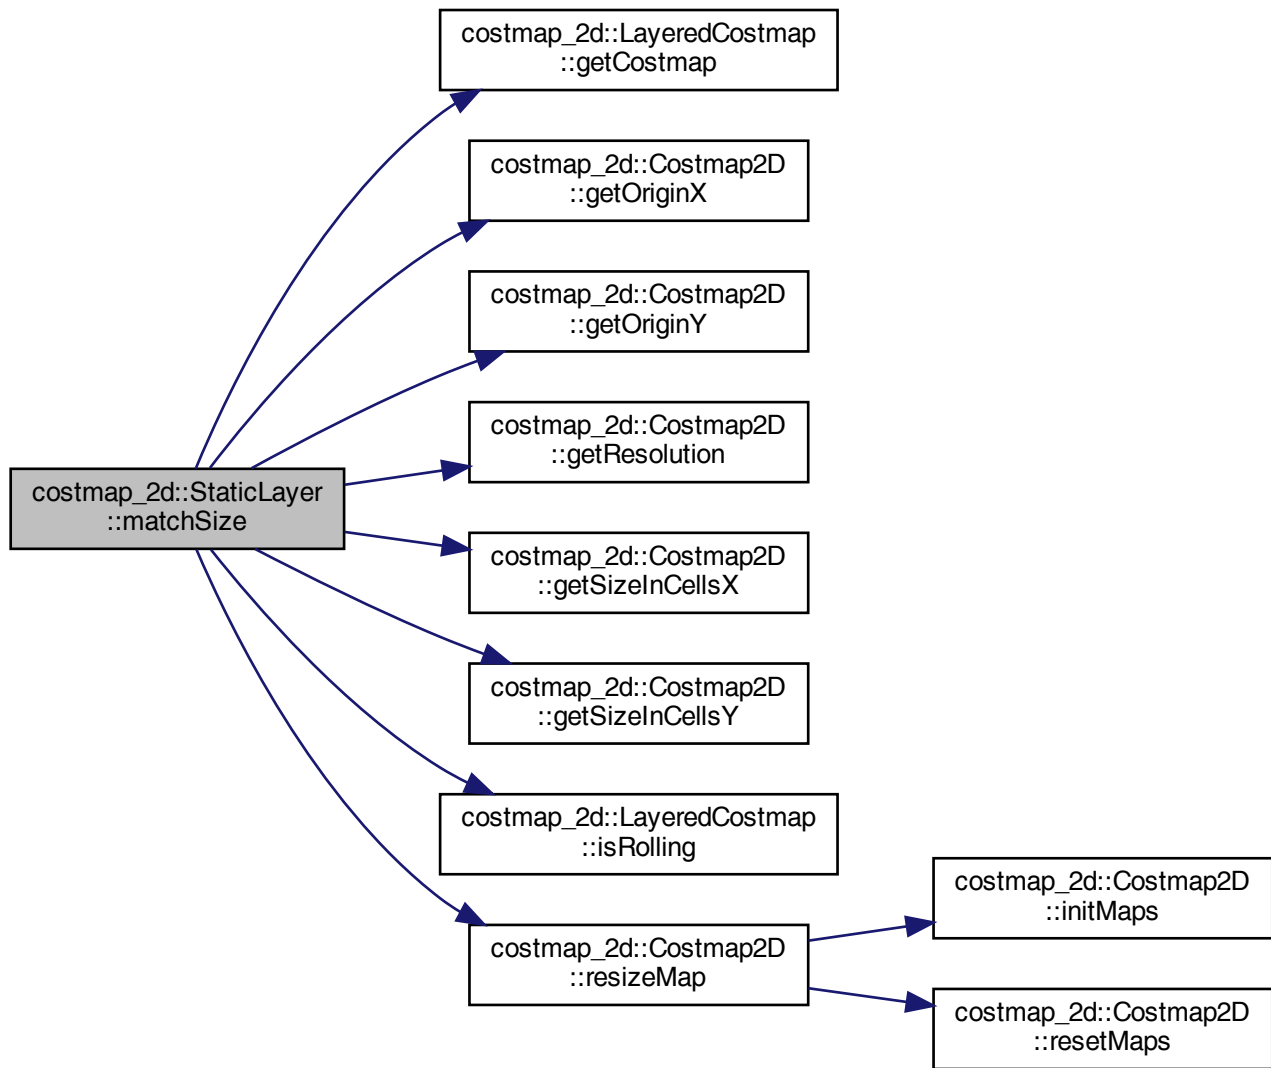 costmap_2d::LayeredCostmap
::getCostmap
costmap_2d::Costmap2D
::getOriginX
costmap_2d::Costmap2D
::getOriginY
costmap_2d::Costmap2D
::getResolution
costmap_2d::StaticLayer
::matchSize
costmap_2d::Costmap2D
::getSizeInCellsX
costmap_2d::Costmap2D
::getSizeInCellsY
costmap_2d::LayeredCostmap
::isRolling
costmap_2d::Costmap2D
::resizeMap
costmap_2d::Costmap2D
::initMaps
costmap_2d::Costmap2D
::resetMaps